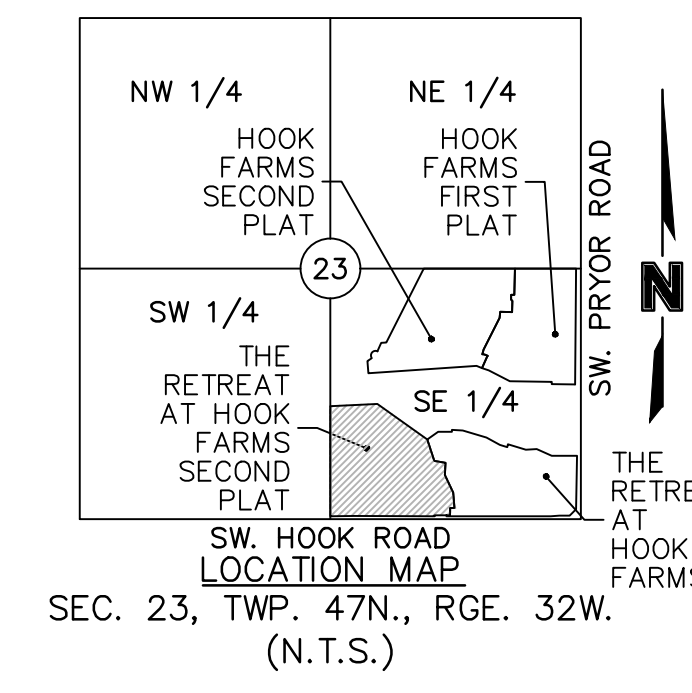 NW 1/4
NE 1/4
HOOK
FARMS
SECOND
PLAT
HOOK
FARMS
FIRST
PLAT
SW. PRYOR ROAD
N
23
SW 1/4
THE
RETREAT
AT HOOK
FARMS
SECOND
PLAT
SE 1/4
THE
RETRE
AT
HOOK
FARMS
SW. HOOK ROAD
LOCATION MAP
SEC. 23, TWP. 47N., RGE. 32W.
(N.T.S.)